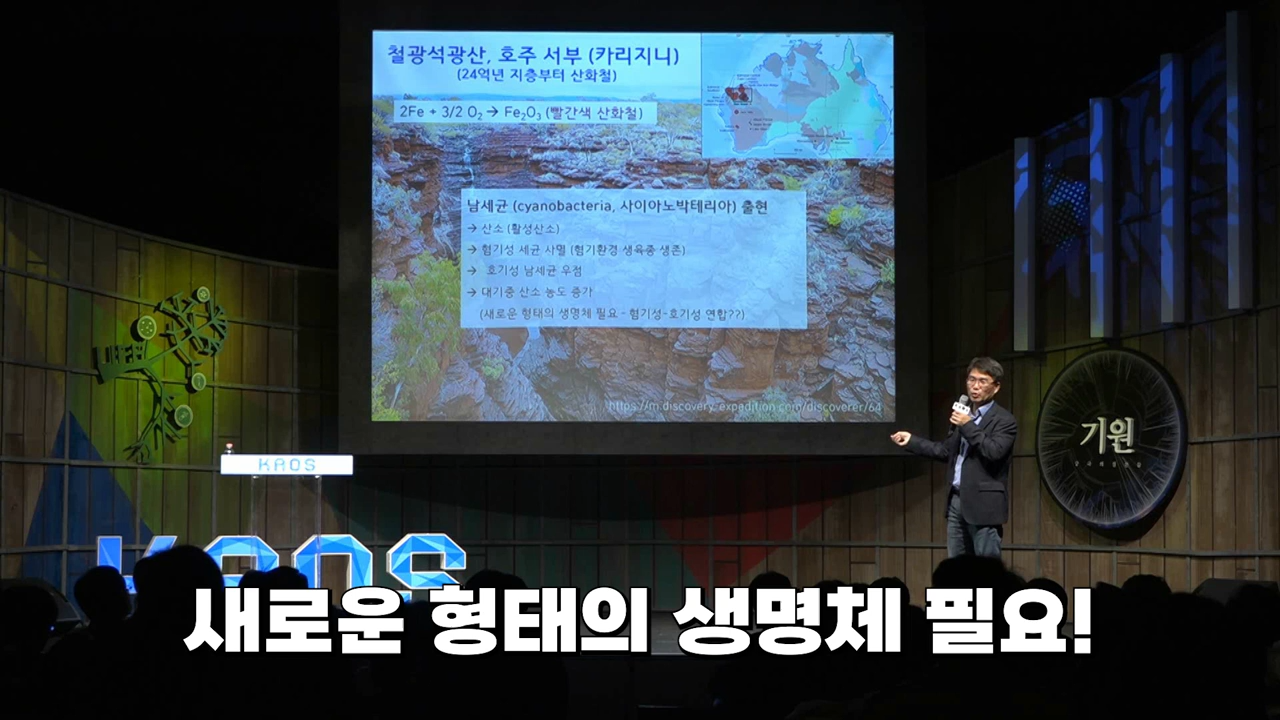 철광석광산, 호주 서부 (카리지니)
(24억년 지층부터 산화철)
2Fe + 3/2 O₂ → Fe₂O₃ (빨간색 산화철)
남세균 (cyanobacteria, 사이아노박테리아) 출현
→ 산소 (활성산소)
→ 혐기성 세균 사멸 (혐기환경 생육중 생존)
→ 호기성 남세균 우점
→ 대기중 산소 농도 증가
(새로운 형태의 생명체 필요 - 혐기성-호기성 연합??)
https://m.discovery.expedition.com/discoverer/64
기원
KAOS
KAOS
새로운 형태의 생명체 필요!